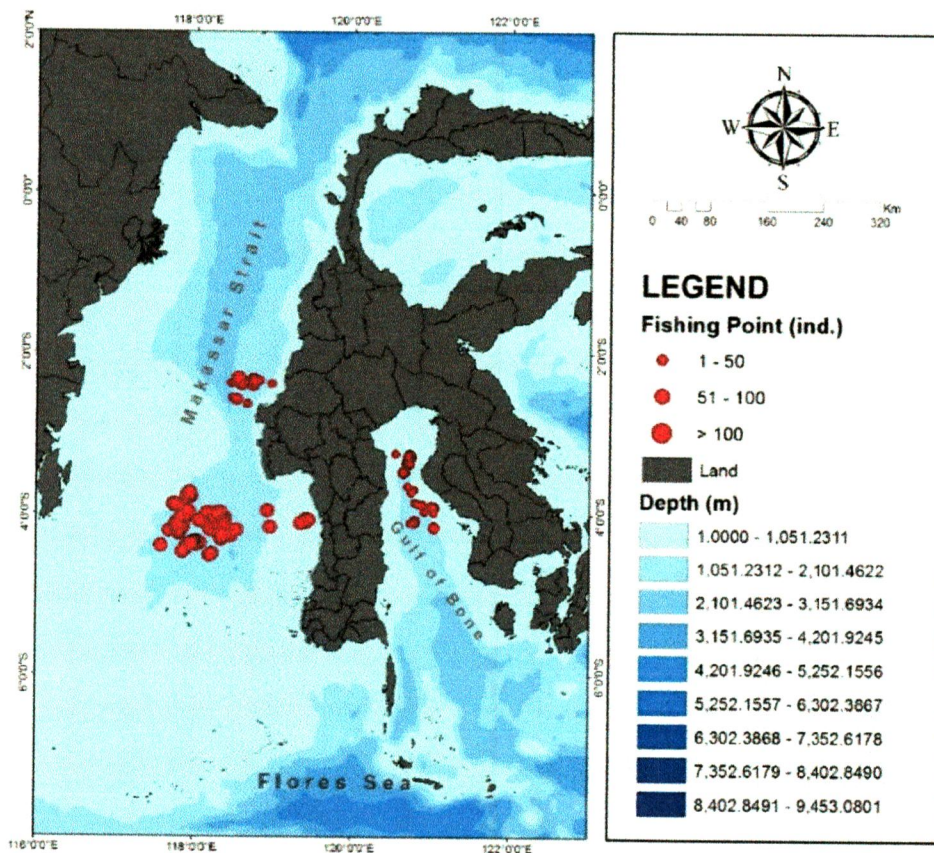 118°0'0"E 120°0'0"E 122°0'0"E
2°0'0"N
0°0'0"
2°0'0"S
4°0'0"S
6°0'0"S
0°0'0"
2°0'0"S
4°0'0"S
6°0'0"S
116°0'0"E 118°0'0"E 120°0'0"E 122°0'0"E
Makassar Strait
Gulf of Bone
Flores Sea
N
W E
S
0 40 80 160 240 320
Km
LEGEND
Fishing Point (ind.)
1 - 50
51 - 100
> 100
Land
Depth (m)
1.0000 - 1,051.2311
1,051.2312 - 2,101.4622
2,101.4623 - 3,151.6934
3,151.6935 - 4,201.9245
4,201.9246 - 5,252.1556
5,252.1557 - 6,302.3867
6,302.3868 - 7,352.6178
7,352.6179 - 8,402.8490
8,402.8491 - 9,453.0801